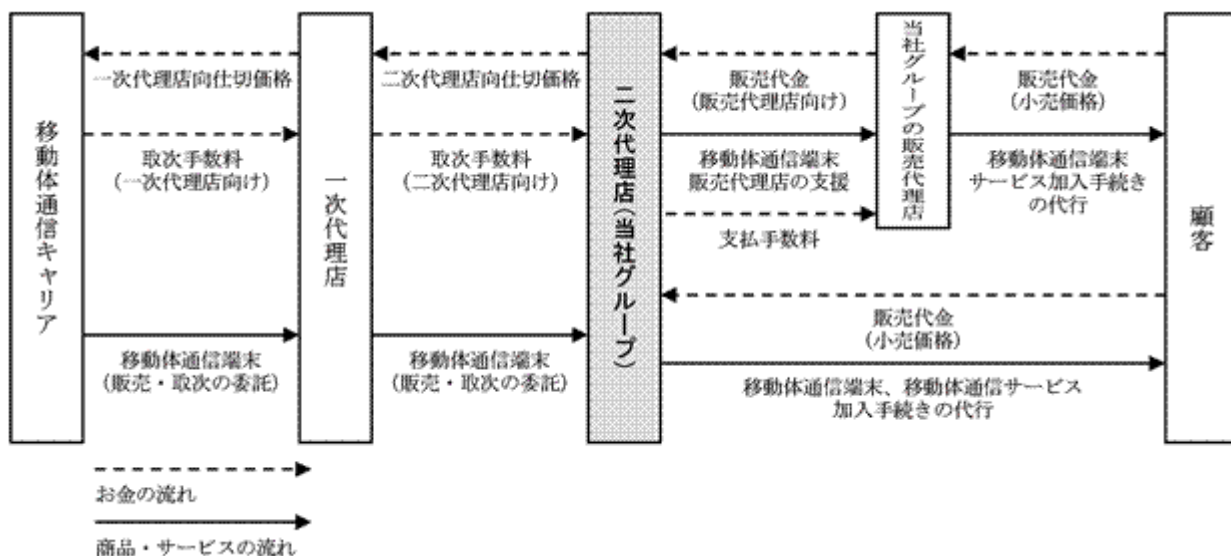 移動体通信キャリア
一次代理店向仕切価格
取次手数料
(一次代理店向け)
移動体通信端末
(販売・取次の委託)
一次代理店
二次代理店向仕切価格
取次手数料
(二次代理店向け)
移動体通信端末
(販売・取次の委託)
二次代理店(当社グループ)
販売代金
(販売代理店向け)
移動体通信端末
販売代理店の支援
支払手数料
当社グループの販売代理店
販売代金
(小売価格)
移動体通信端末
サービス加入手続き
の代行
販売代金
(小売価格)
移動体通信端末、移動体通信サービス
加入手続きの代行
顧客
お金の流れ
商品・サービスの流れ